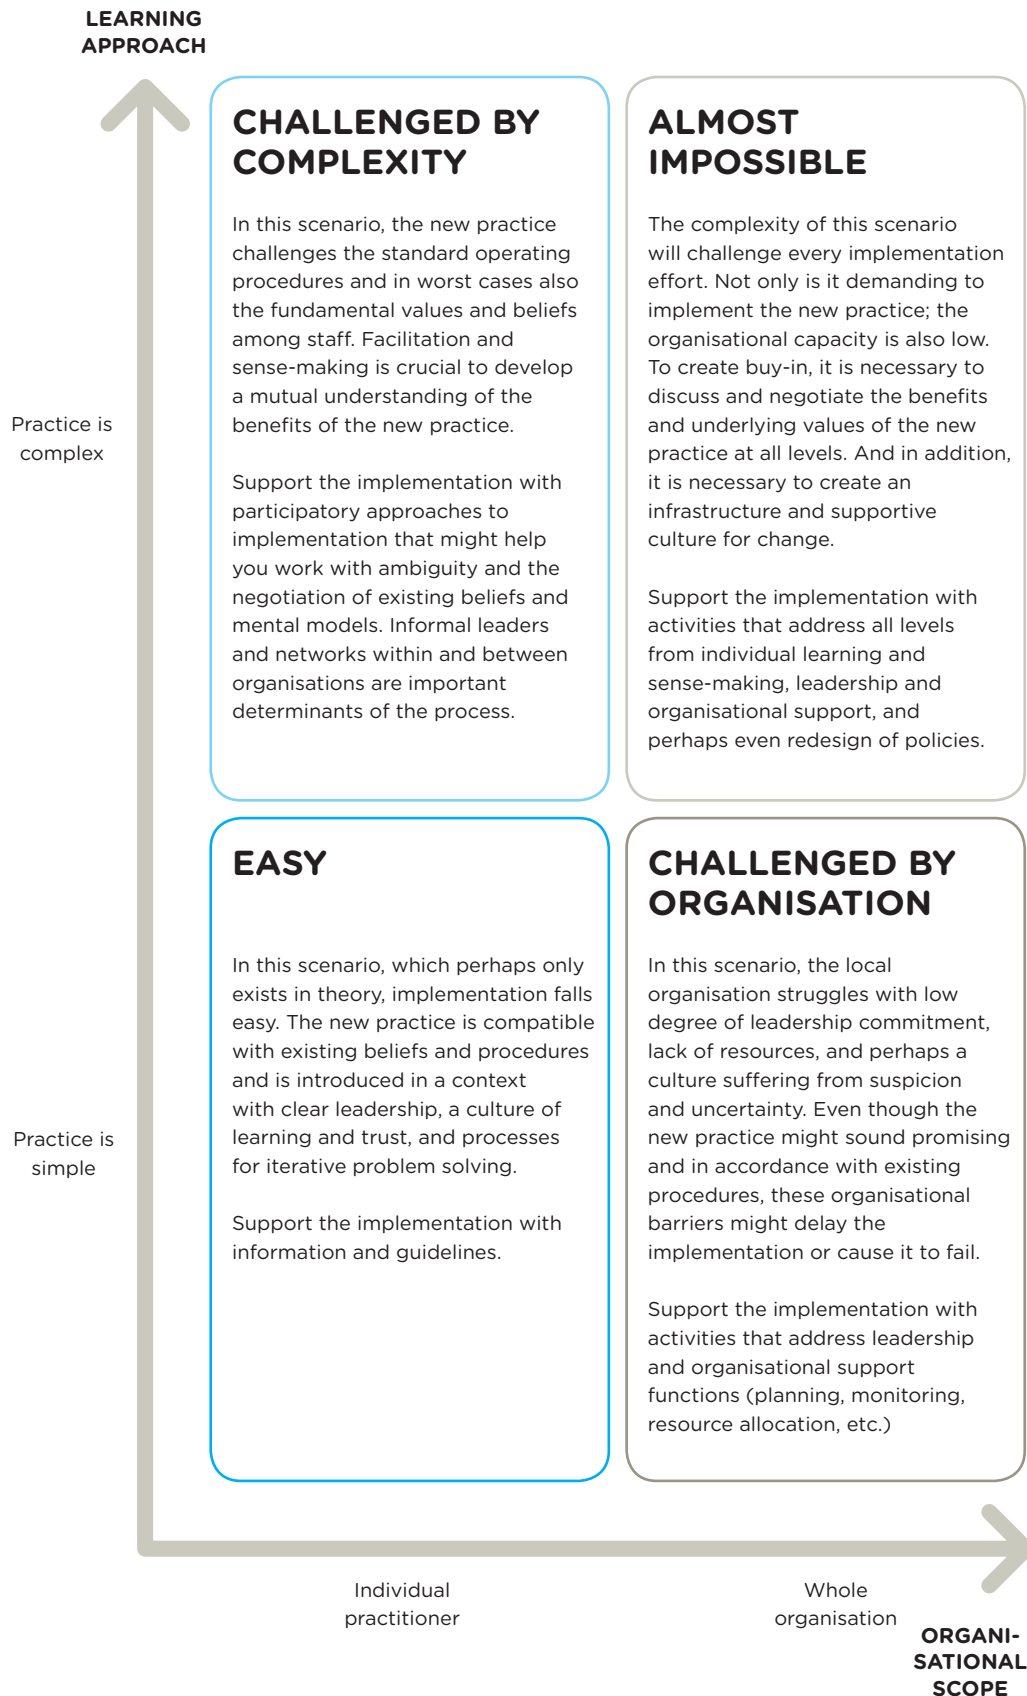 LEARNING
APPROACH
CHALLENGED BY
COMPLEXITY
In this scenario, the new practice
challenges the standard operating
procedures and in worst cases also
the fundamental values and beliefs
among staff. Facilitation and
sense-making is crucial to develop
a mutual understanding of the
benefits of the new practice.
Support the implementation with
participatory approaches to
implementation that might help
you work with ambiguity and the
negotiation of existing beliefs and
mental models. Informal leaders
and networks within and between
organisations are important
determinants of the process.
ALMOST
IMPOSSIBLE
The complexity of this scenario
will challenge every implementation
effort. Not only is it demanding to
implement the new practice; the
organisational capacity is also low.
To create buy-in, it is necessary to
discuss and negotiate the benefits
and underlying values of the new
practice at all levels. And in addition,
it is necessary to create an
infrastructure and supportive
culture for change.
Support the implementation with
activities that address all levels
from individual learning and
sense-making, leadership and
organisational support, and
perhaps even redesign of policies.
Practice is
complex
EASY
In this scenario, which perhaps only
exists in theory, implementation falls
easy. The new practice is compatible
with existing beliefs and procedures
and is introduced in a context
with clear leadership, a culture of
learning and trust, and processes
for iterative problem solving.
Support the implementation with
information and guidelines.
CHALLENGED BY
ORGANISATION
In this scenario, the local
organisation struggles with low
degree of leadership commitment,
lack of resources, and perhaps a
culture suffering from suspicion
and uncertainty. Even though the
new practice might sound promising
and in accordance with existing
procedures, these organisational
barriers might delay the
implementation or cause it to fail.
Support the implementation with
activities that address leadership
and organisational support
functions (planning, monitoring,
resource allocation, etc.)
Practice is
simple
Individual
practitioner
Whole
organisation
ORGANI-
SATIONAL
SCOPE